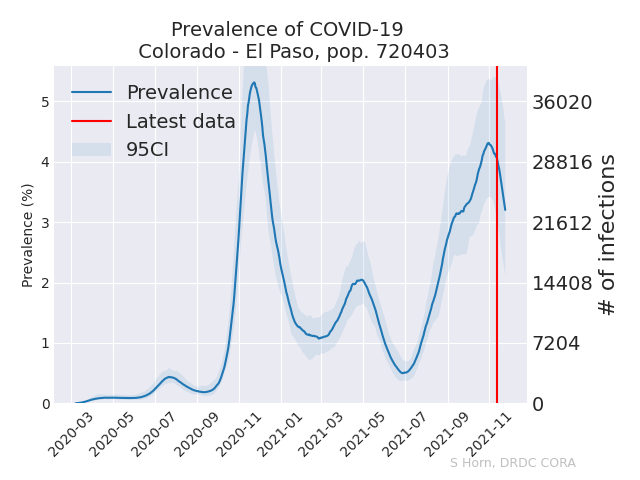 Prevalence of COVID-19
Colorado - El Paso, pop. 720403
Prevalence
Latest data
95CI
Prevalence (%)
5
4
3
2
1
0
36020
28816
21612
14408
7204
0
# of infections
2020-03
2020-05
2020-07
2020-09
2020-11
2021-01
2021-03
2021-05
2021-07
2021-09
2021-11
S Horn, DRDC CORA